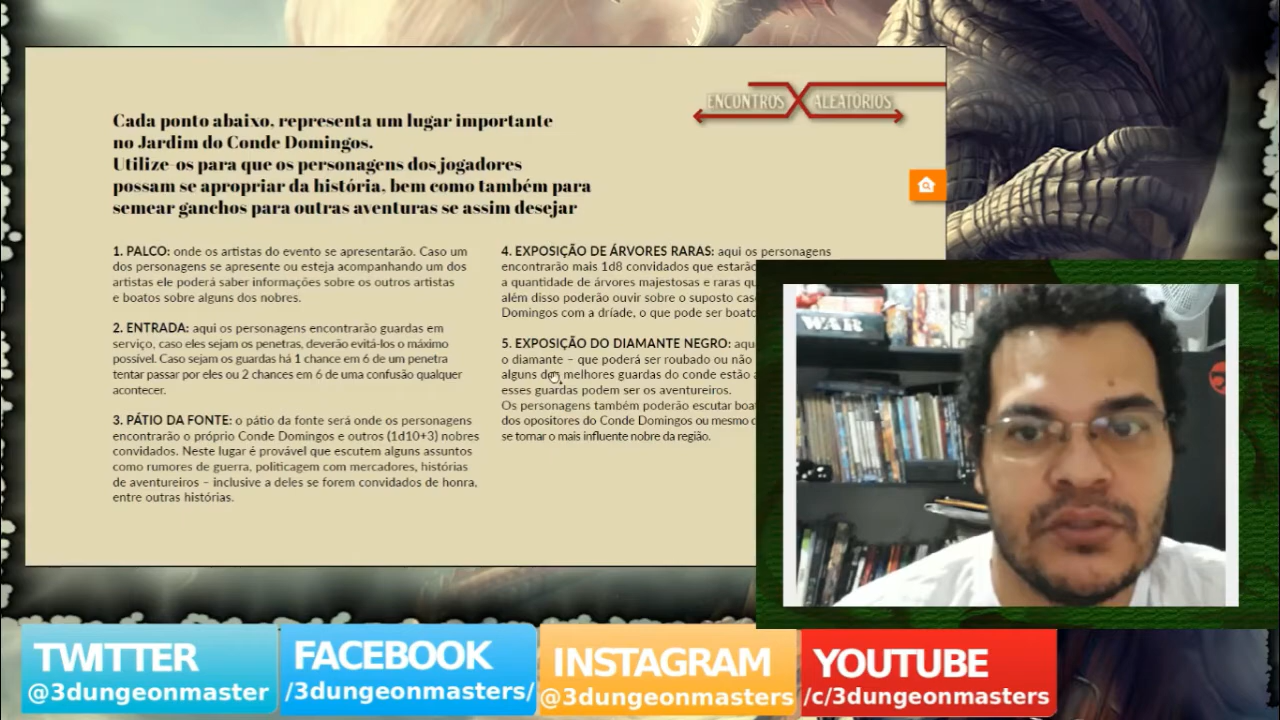 ENCONTROS ALEATÓRIOS
Cada ponto abaixo, representa um lugar importante
no Jardim do Conde Domingos.
Utilize-os para que os personagens dos jogadores
possam se apropriar da história, bem como também para
semear ganchos para outras aventuras se assim desejar
1. PALCO: onde os artistas do evento se apresentarão. Caso um
dos personagens se apresente ou esteja acompanhando um dos
artistas ele poderá saber informações sobre os outros artistas
e boatos sobre alguns dos nobres.
2. ENTRADA: aqui os personagens encontrarão guardas em
serviço, caso eles sejam os penetras, deverão evitá-los o máximo
possível. Caso sejam os guardas há 1 chance em 6 de um penetra
tentar passar por eles ou 2 chances em 6 de uma confusão qualquer
acontecer.
3. PÁTIO DA FONTE: o pátio da fonte será onde os personagens
encontrarão o próprio Conde Domingos e outros (1d10+3) nobres
convidados. Neste lugar é provável que escutem alguns assuntos
como rumores de guerra, politicagem com mercadores, histórias
de aventureiros – inclusive a deles se forem convidados de honra,
entre outras histórias.
4. EXPOSIÇÃO DE ÁRVORES RARAS: aqui os personagens
encontrarão mais 1d8 convidados que estarão
a quantidade de árvores majestosas e raras
além disso poderão ouvir sobre o suposto
Domingos com a dríade, o que pode ser
5. EXPOSIÇÃO DO DIAMANTE NEGRO:
o diamante – que poderá ser roubado ou não
alguns dos melhores guardas do conde estão
esses guardas podem ser os aventureiros.
Os personagens também poderão escutar
dos opositores do Conde Domingos ou mesmo
se tornar o mais influente nobre da região.
WAR
TWITTER
@3dungeonmaster
FACEBOOK
/3dungeonmasters/
INSTAGRAM
@3dungeonmasters
YOUTUBE
/c/3dungeonmasters